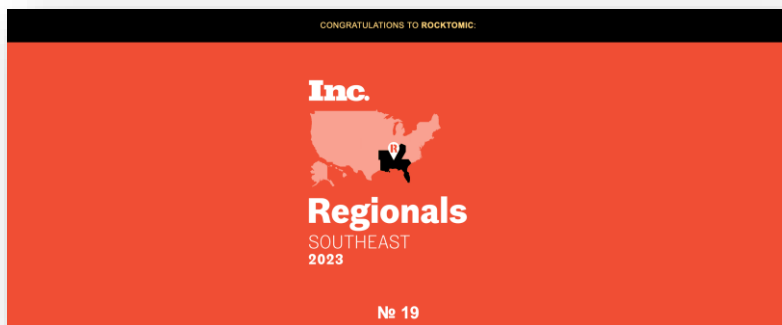 CONGRATULATIONS TO ROCKTOMIC:
Inc.
R
Regionals
SOUTHEAST
2023
№ 19